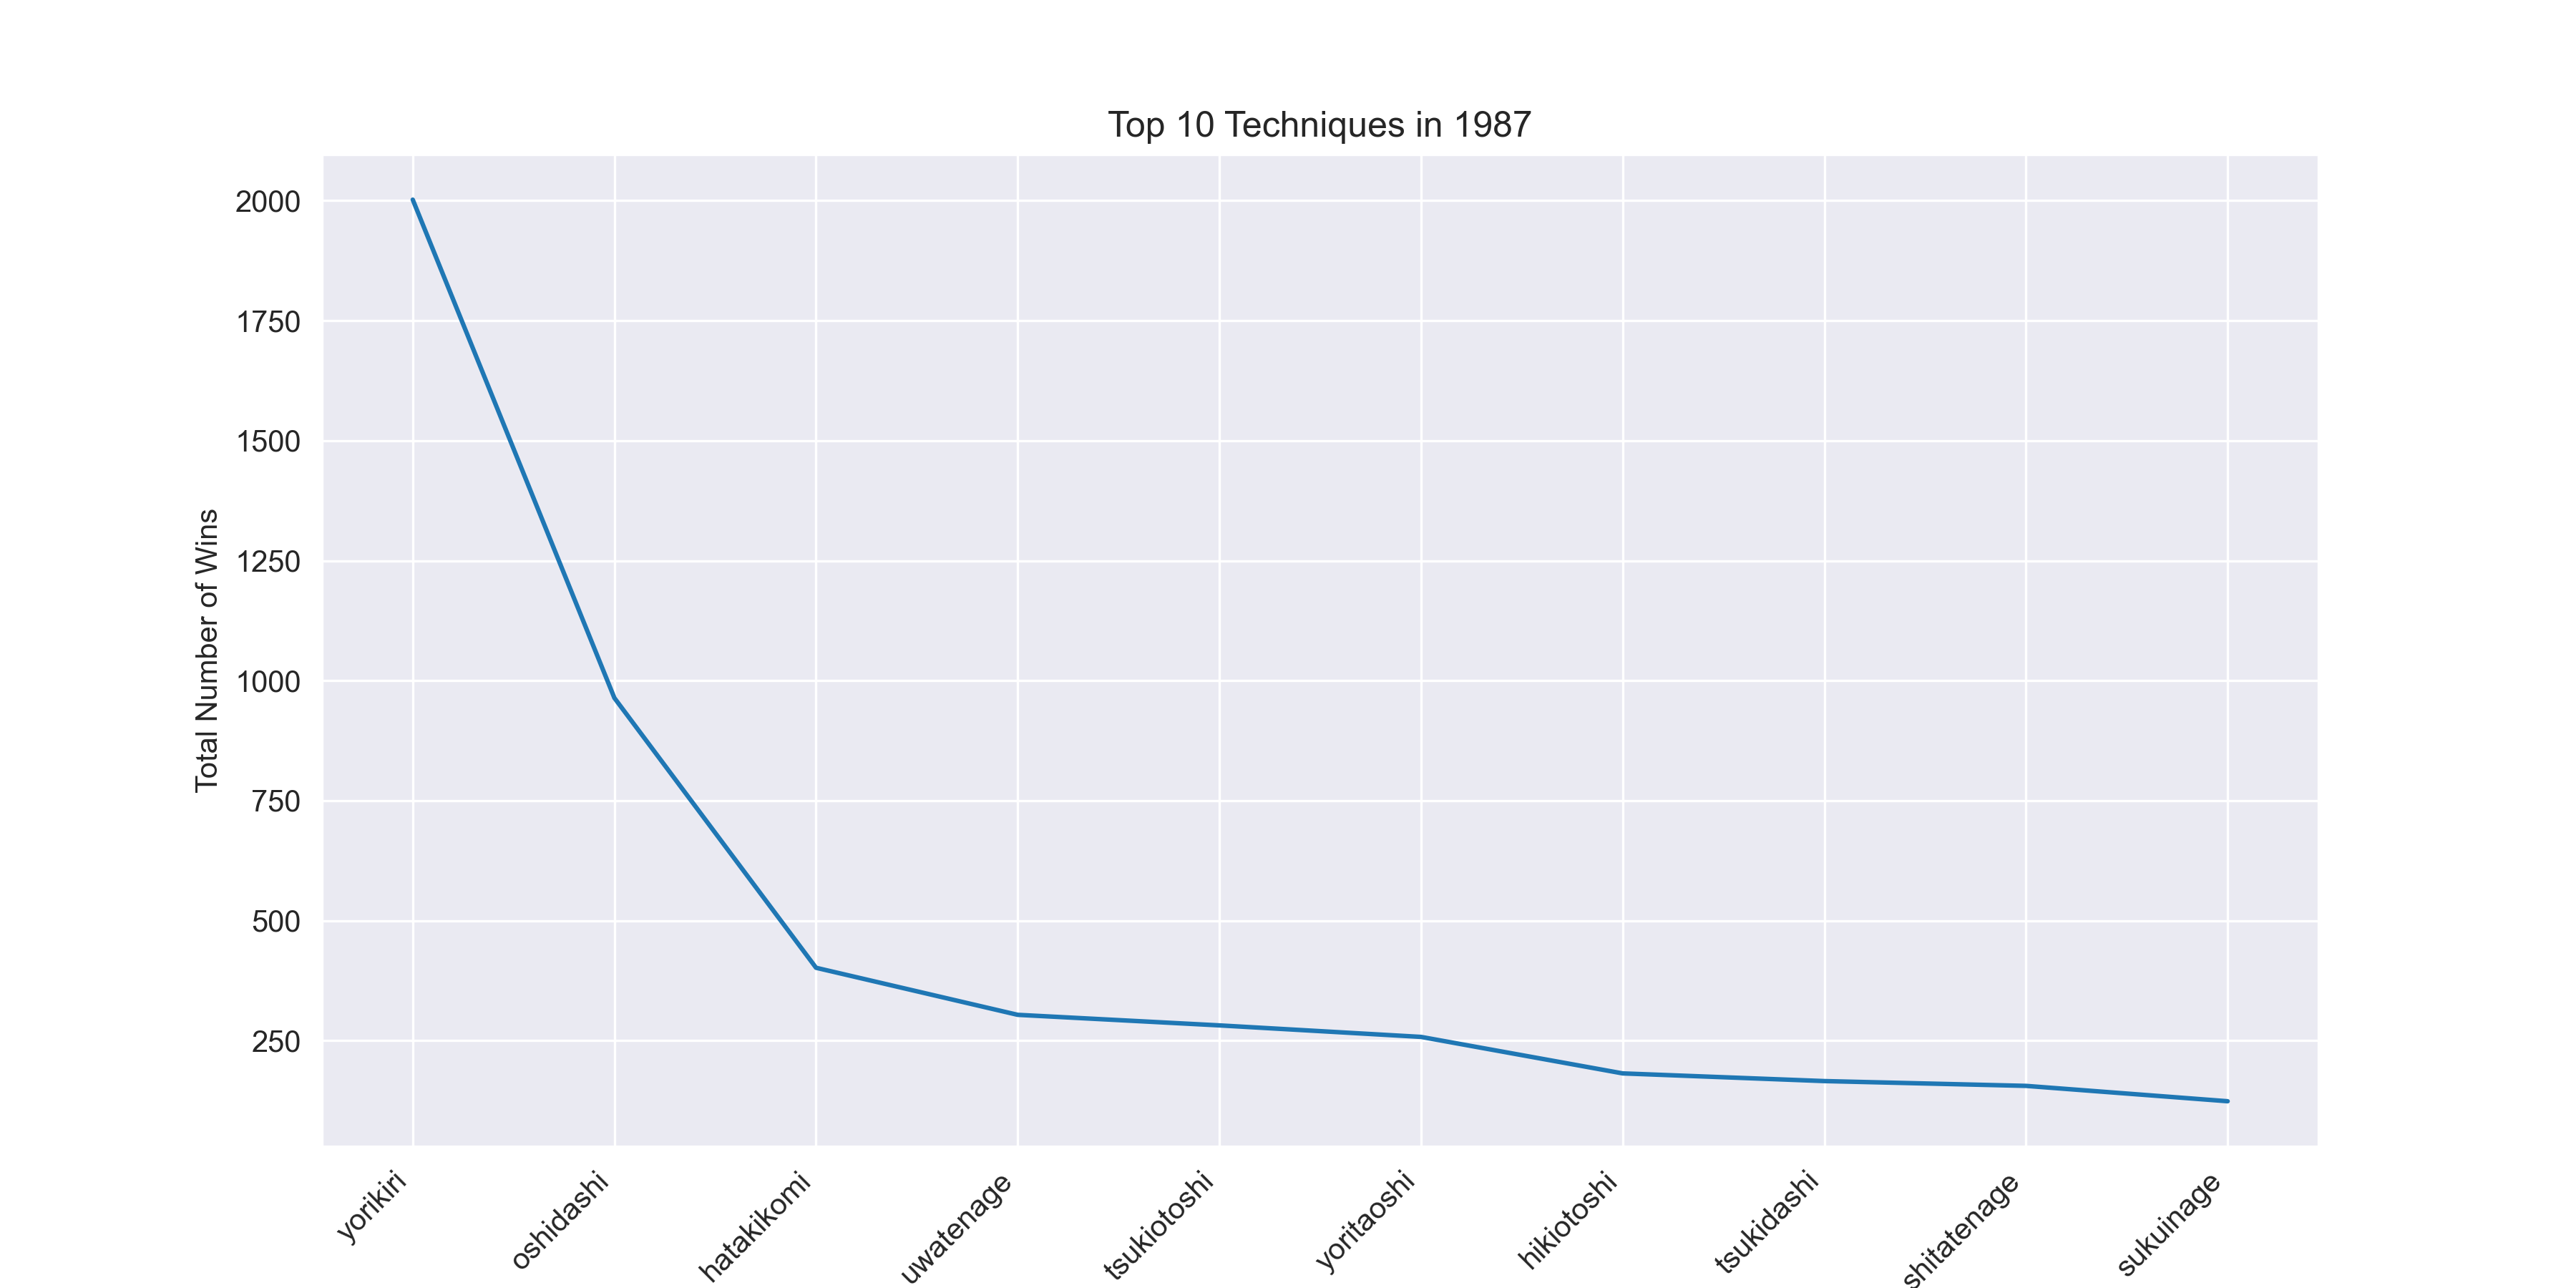 Top 10 Techniques in 1987
Total Number of Wins
2000
1750
1500
1250
1000
750
500
250
yorikiri
oshidashi
hatakikomi
uwatenage
tsukiotoshi
yoritaoshi
hikiotoshi
tsukidashi
shitatenage
sukuinage